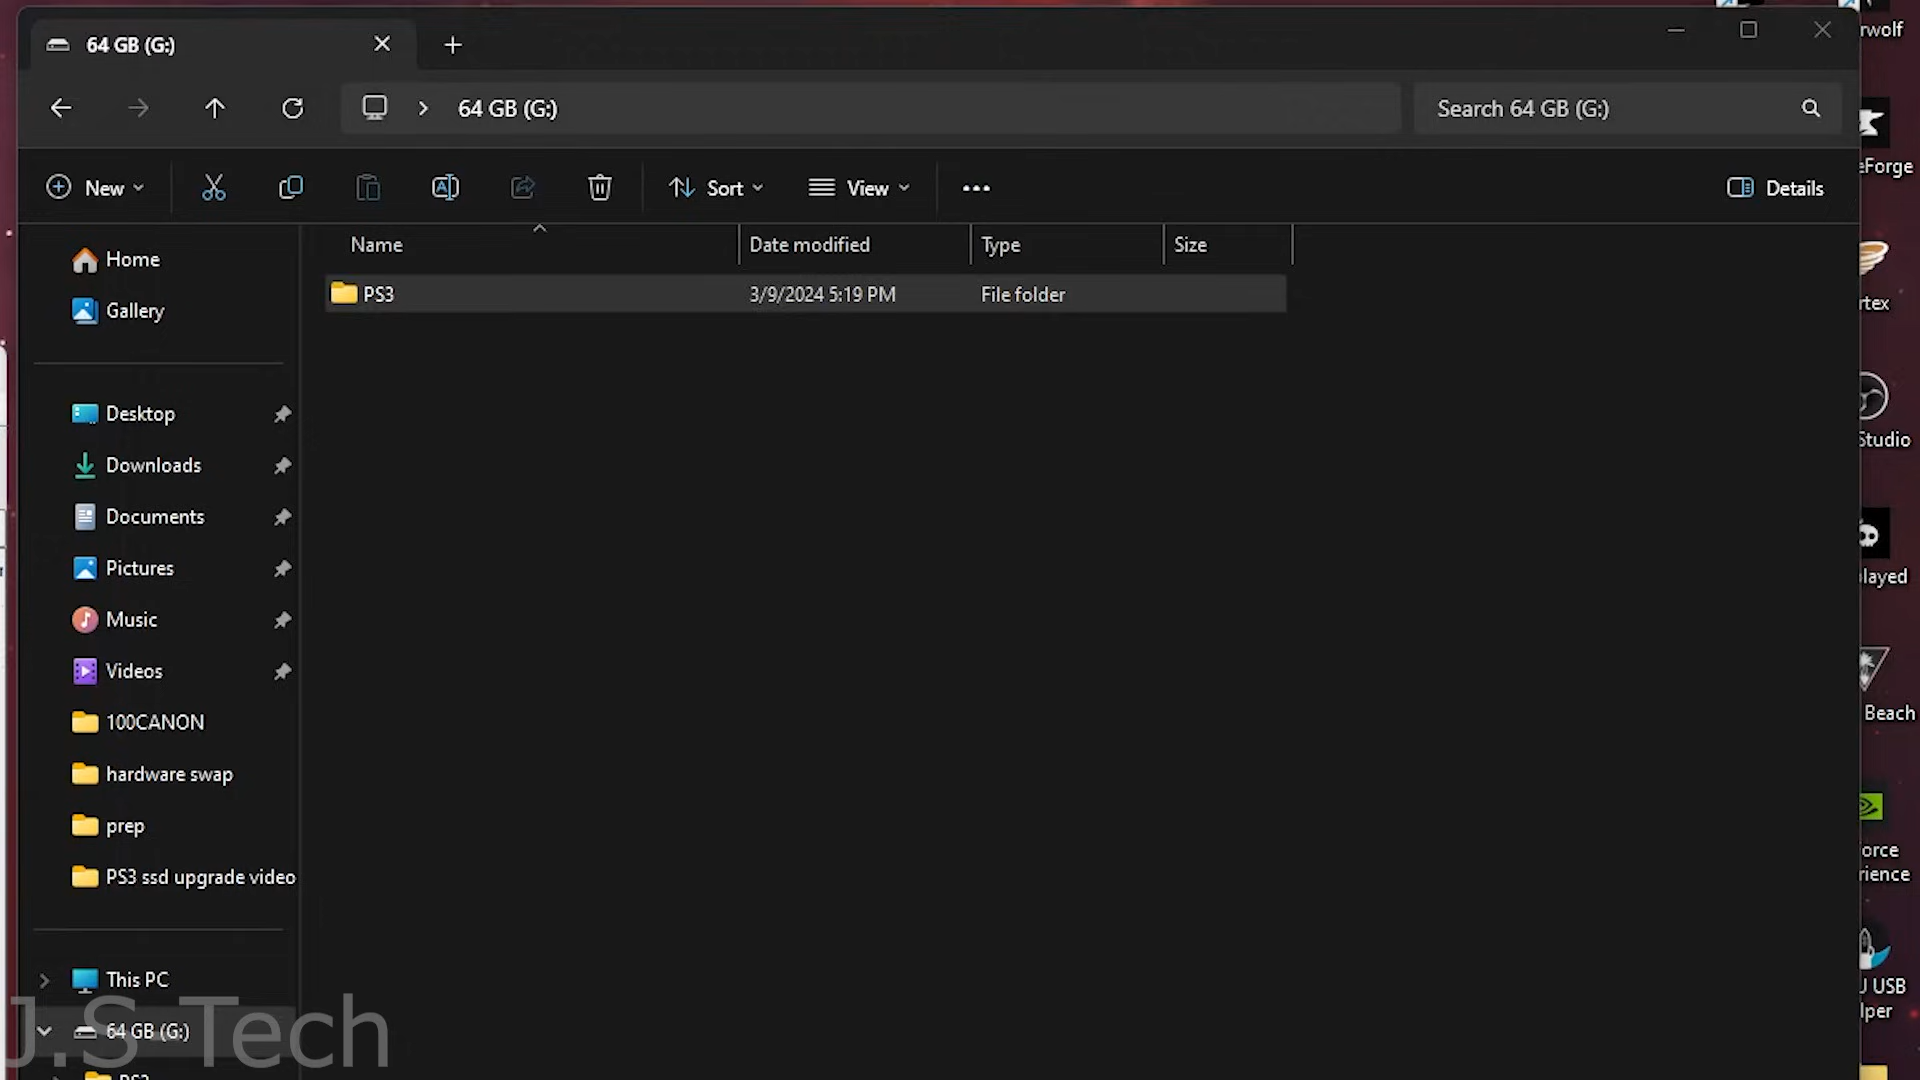 64 GB (G:)
64 GB (G:)
Search 64 GB (G:)
New
Sort
View
Details
Name
Date modified
Type
Size
PS3
3/9/2024 5:19 PM
File folder
Home
Gallery
Desktop
Downloads
Documents
Pictures
Music
Videos
100CANON
hardware swap
prep
PS3 ssd upgrade video
This PC
64 GB (G:)
PS3
J.S-Tech
rwolf
eForge
rtex
Studio
layed
Beach
orce
rience
U USB
lper